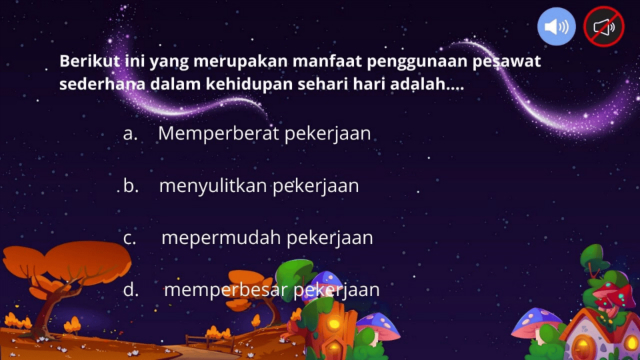 Berikut ini yang merupakan manfaat penggunaan pesawat
sederhana dalam kehidupan sehari hari adalah....
a. Memperberat pekerjaan
b. menyulitkan pekerjaan
c. mepermudah pekerjaan
d. memperbesar pekerjaan